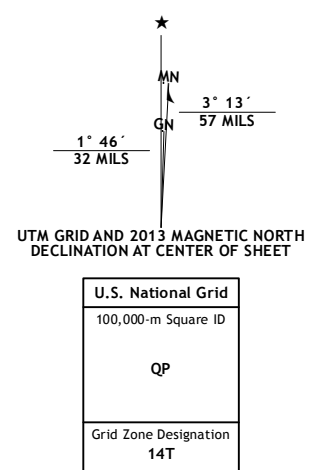 ★
MN
3° 13´
57 MILS
GN
1° 46´
32 MILS
UTM GRID AND 2013 MAGNETIC NORTH
DECLINATION AT CENTER OF SHEET
U.S. National Grid
100,000-m Square ID
QP
Grid Zone Designation
14T